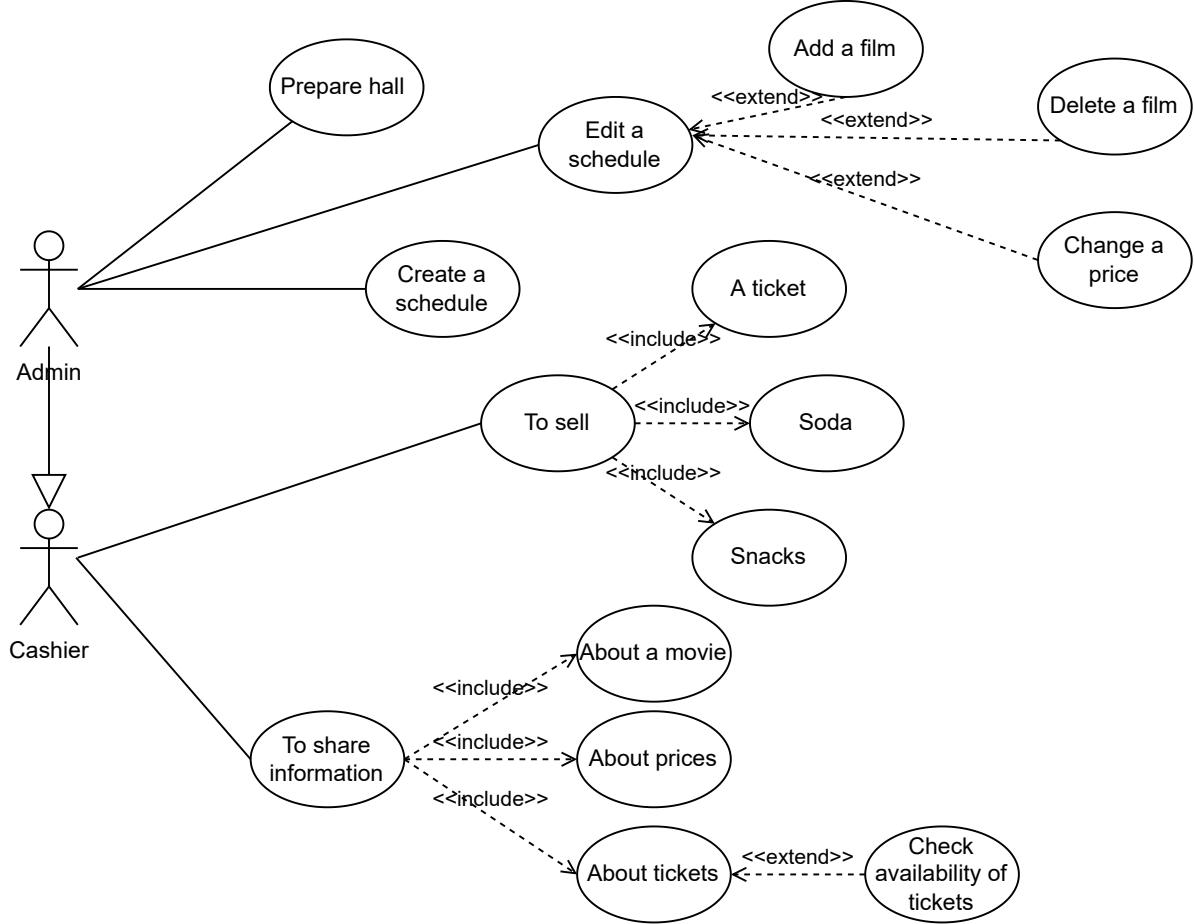 Add a film
Prepare hall
<<extend>>
Delete a film
<<extend>>
Edit a
schedule
<<extend>>
Change a
price
Create a
schedule
A ticket
<<include>>
Admin
<<include>>
To sell
Soda
<<include>>
Snacks
Cashier
About a movie
<<include>>
To share
information
<<include>>
About prices
<<include>>
About tickets
<<extend>>
Check
availability of
tickets